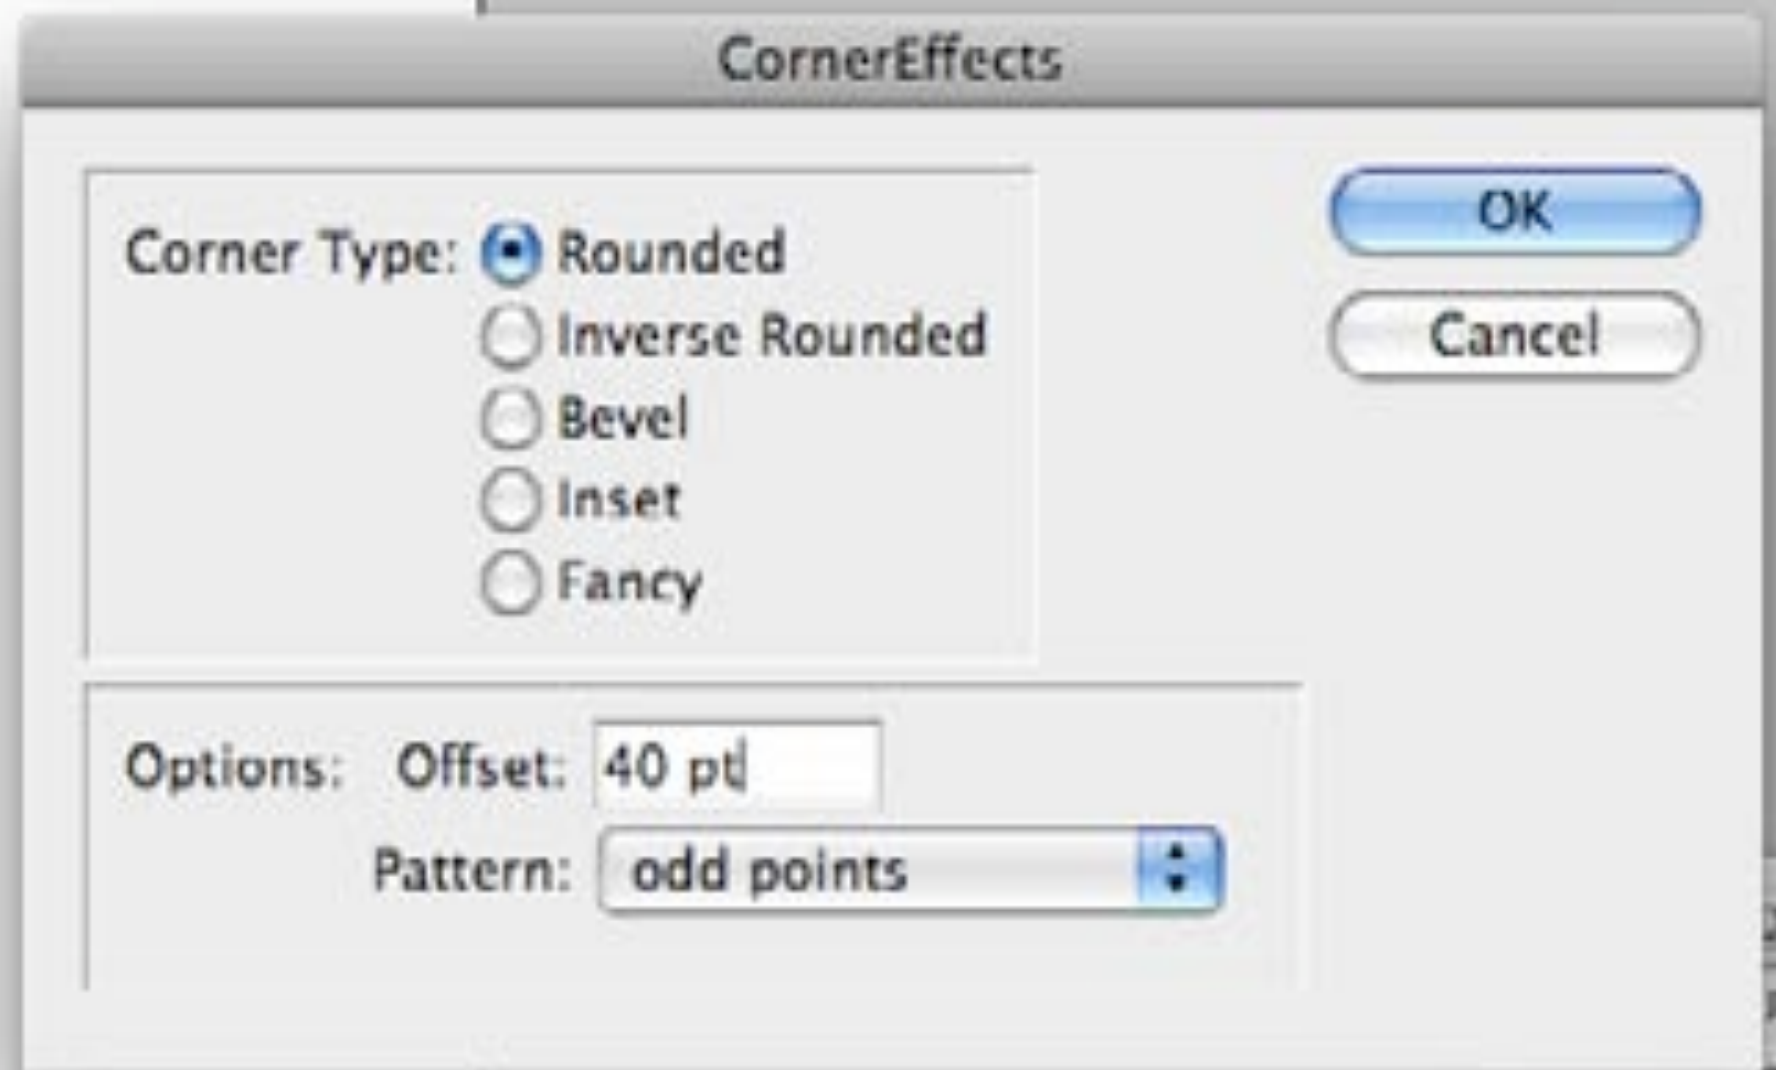 CornerEffects
Corner Type: Rounded
Inverse Rounded
Bevel
Inset
Fancy
OK
Cancel
Options: Offset: 40 pt
Pattern: odd points